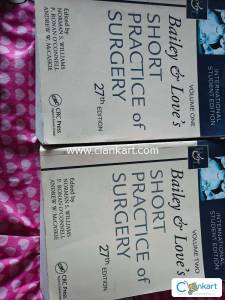 INTERNATIONAL
STUDENT EDITION
VOLUME ONE
Bailey & Love's
SHORT
PRACTICE of
SURGERY
27th EDITION
Edited by
NORMAN S. WILLIAMS
P. RONAN O'CONNELL
ANDREW W. McCASKIE
CRC Press
www.clankart.com
INTERNATIONAL
STUDENT EDITION
VOLUME TWO
Bailey & Love's
SHORT
PRACTICE of
SURGERY
27th EDITION
Edited by
NORMAN S. WILLIAMS
P. RONAN O'CONNELL
ANDREW W. McCASKIE
CRC Press
Clankart